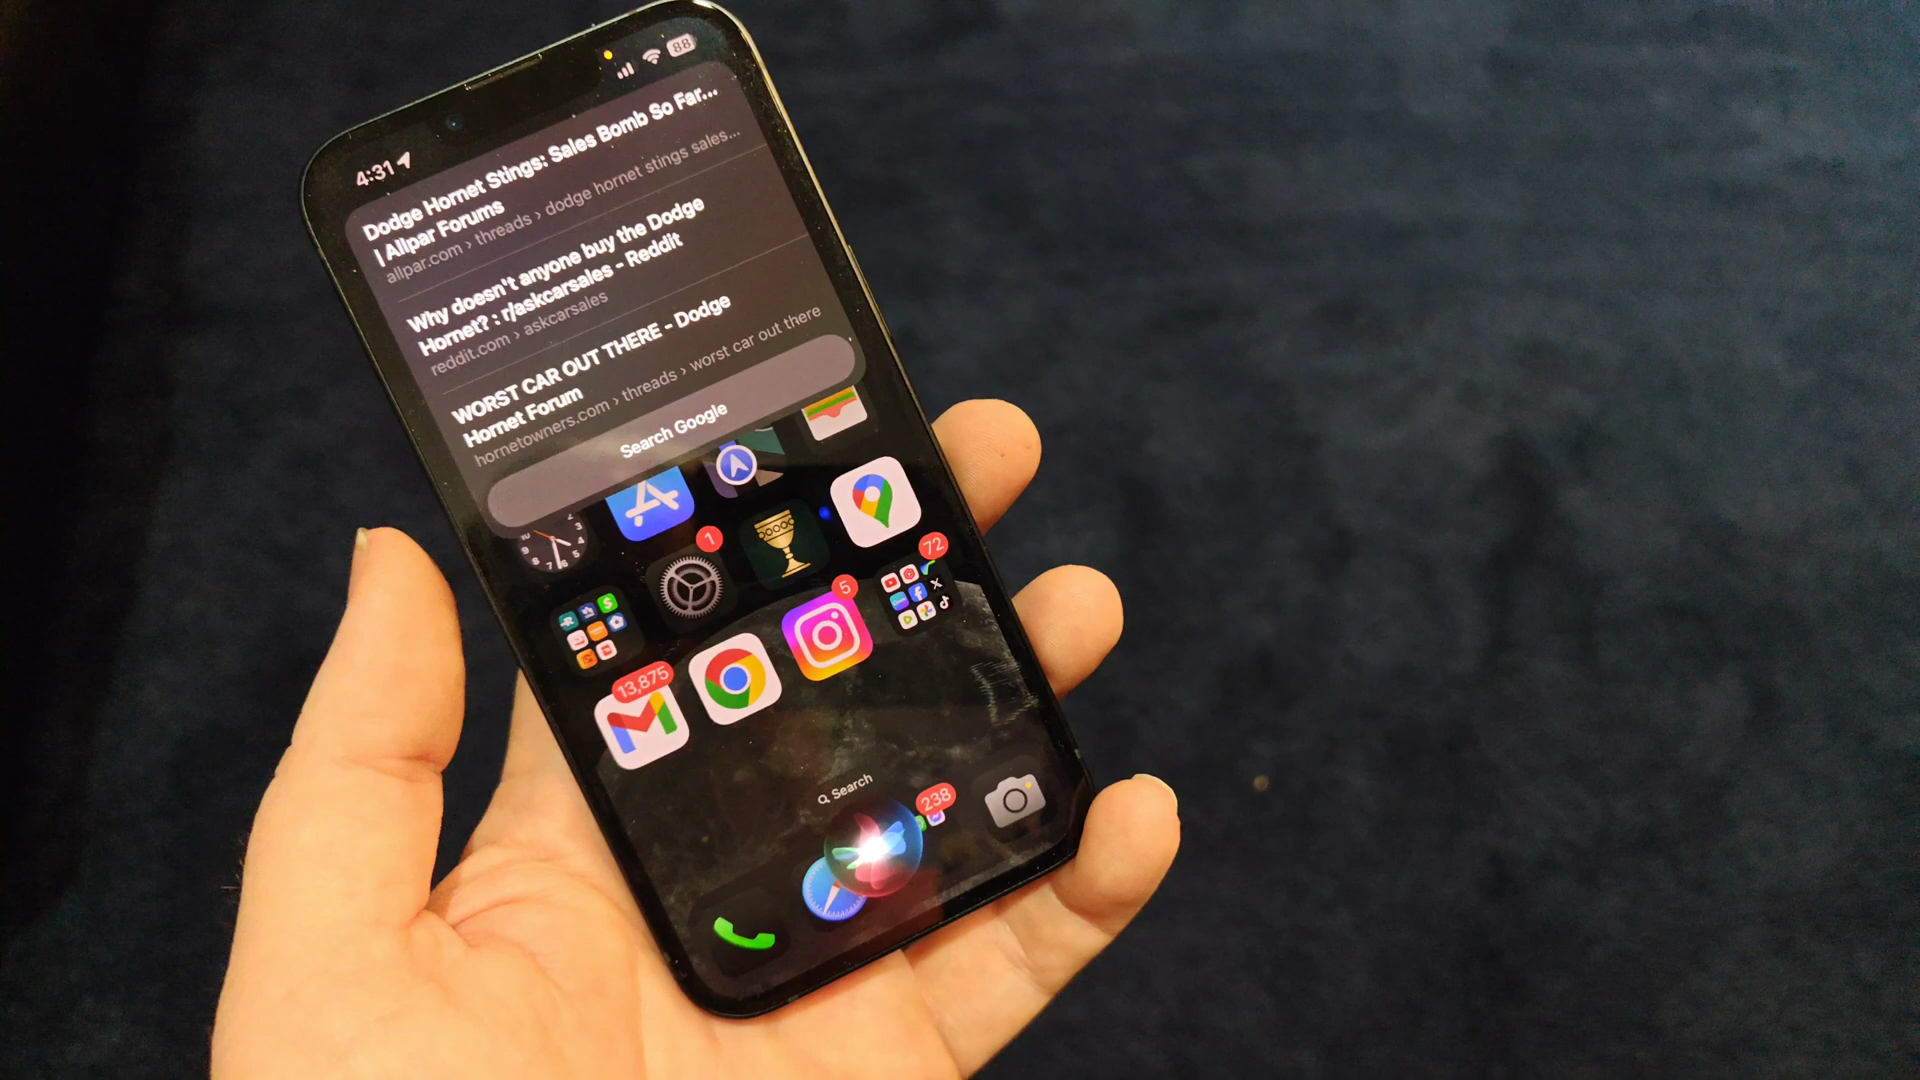 4:31
88
Dodge Hornet Stings: Sales Bomb So Far...
| Allpar Forums
allpar.com › threads › dodge hornet stings sales...
Why doesn't anyone buy the Dodge
Hornet? : r/askcarsales - Reddit
reddit.com › askcarsales
WORST CAR OUT THERE - Dodge
Hornet Forum
hornetowners.com › threads › worst car out there
Search Google
1
72
5
13,875
Search
238